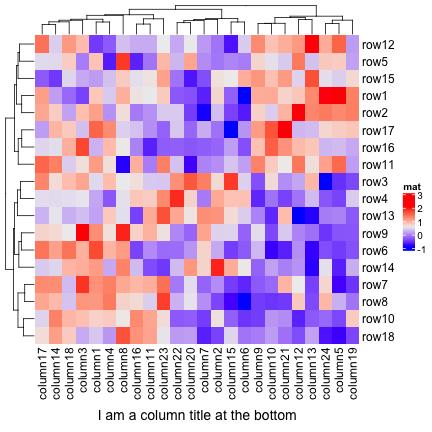 row12
row5
row15
row1
row2
row17
row16
row11
row3
row4
row13
row9
row6
row14
row7
row8
row10
row18
mat
3
2
1
0
-1
column17
column14
column18
column3
column1
column4
column8
column16
column11
column23
column22
column20
column7
column2
column15
column6
column9
column10
column21
column12
column13
column24
column5
column19
I am a column title at the bottom